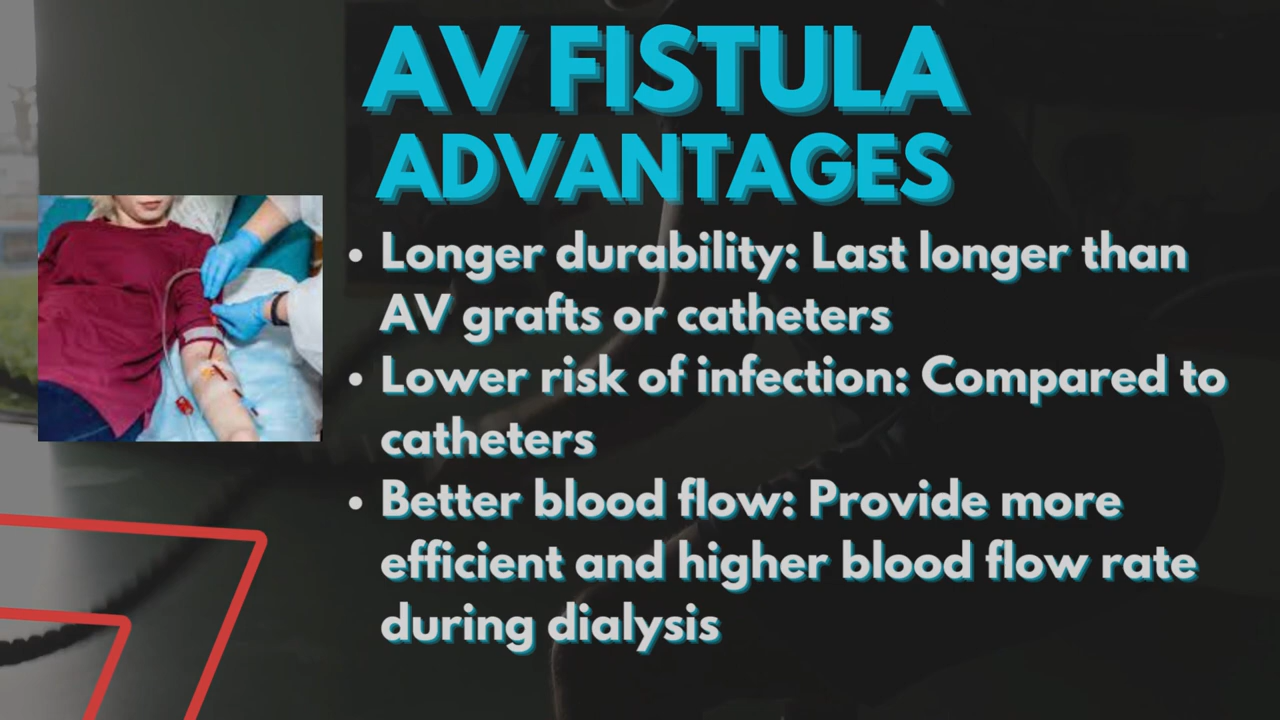 AV FISTULA
ADVANTAGES
• Longer durability: Last longer than
AV grafts or catheters
• Lower risk of infection: Compared to
catheters
• Better blood flow: Provide more
efficient and higher blood flow rate
during dialysis